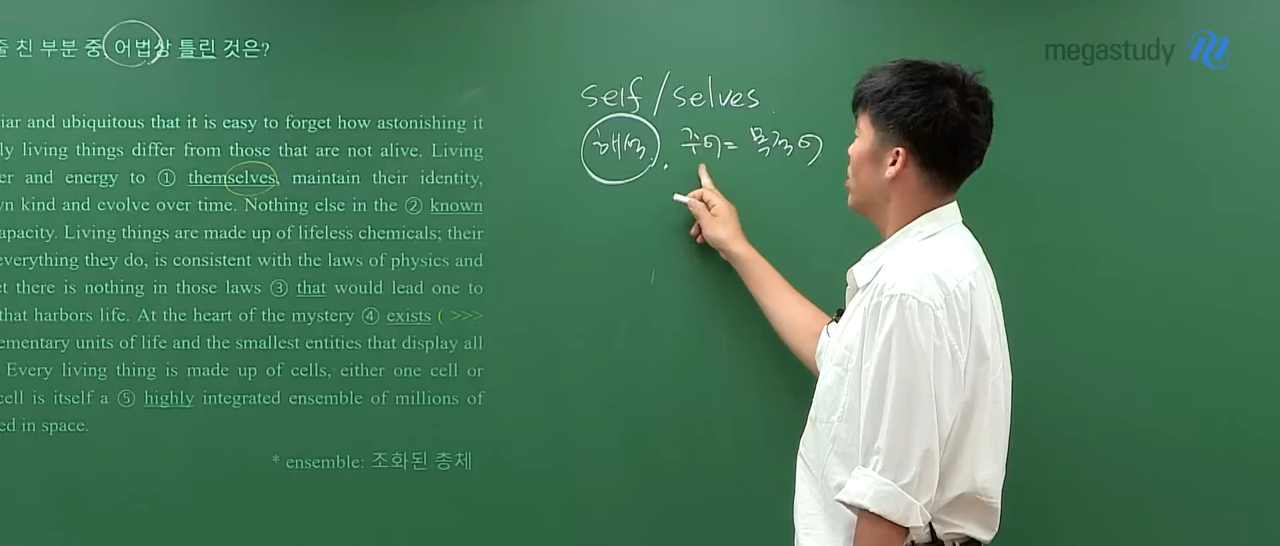 줄 친 부분 중, 어법상 틀린 것은?
megastudy
self / selves
해석. 주어 = 목적어
iar and ubiquitous that it is easy to forget how astonishing it
ly living things differ from those that are not alive. Living
er and energy to ① themselves, maintain their identity,
vn kind and evolve over time. Nothing else in the ② known
apacity. Living things are made up of lifeless chemicals; their
everything they do, is consistent with the laws of physics and
et there is nothing in those laws ③ that would lead one to
that harbors life. At the heart of the mystery ④ exists ( >>>
ementary units of life and the smallest entities that display all
Every living thing is made up of cells, either one cell or
cell is itself a ⑤ highly integrated ensemble of millions of
ed in space.
* ensemble: 조화된 총체